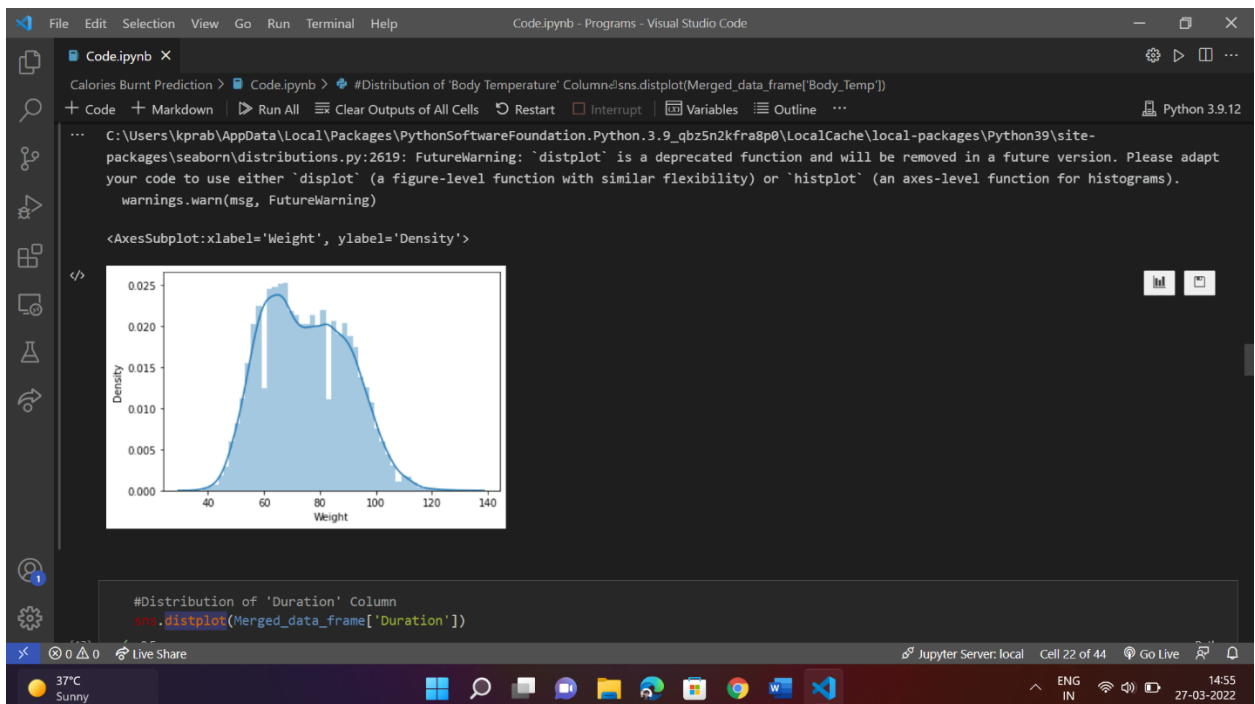 File Edit Selection View Go Run Terminal Help Code.ipynb - Programs - Visual Studio Code
Code.ipynb
Calories Burnt Prediction > Code.ipynb > #Distribution of 'Body Temperature' Column⏎sns.distplot(Merged_data_frame['Body_Temp'])
+ Code + Markdown Run All Clear Outputs of All Cells Restart Interrupt Variables Outline ... Python 3.9.12
... C:\Users\kprab\AppData\Local\Packages\PythonSoftwareFoundation.Python.3.9_qbz5n2kfra8p0\LocalCache\local-packages\Python39\site-
packages\seaborn\distributions.py:2619: FutureWarning: `distplot` is a deprecated function and will be removed in a future version. Please adapt
your code to use either `displot` (a figure-level function with similar flexibility) or `histplot` (an axes-level function for histograms).
warnings.warn(msg, FutureWarning)
<AxesSubplot:xlabel='Weight', ylabel='Density'>
</>
0.025
0.020
0.015
0.010
0.005
0.000
Density
40 60 80 100 120 140
Weight
#Distribution of 'Duration' Column
sns.distplot(Merged_data_frame['Duration'])
1
0 0 Live Share Jupyter Server: local Cell 22 of 44 Go Live
37°C
Sunny
ENG
IN
14:55
27-03-2022